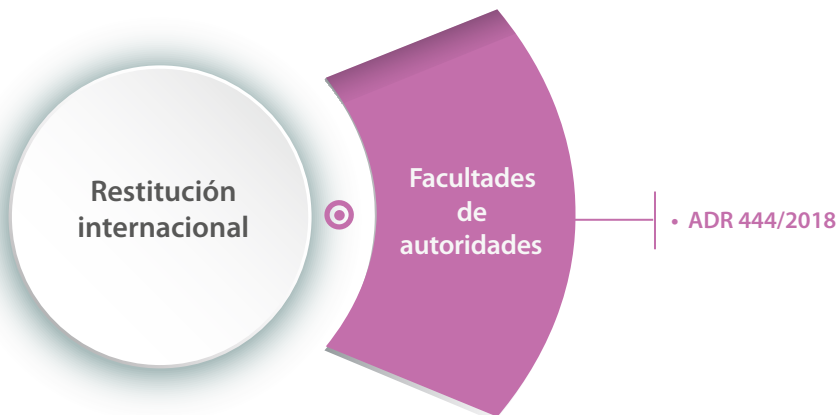 Restitución
internacional
Facultades
de
autoridades
• ADR 444/2018